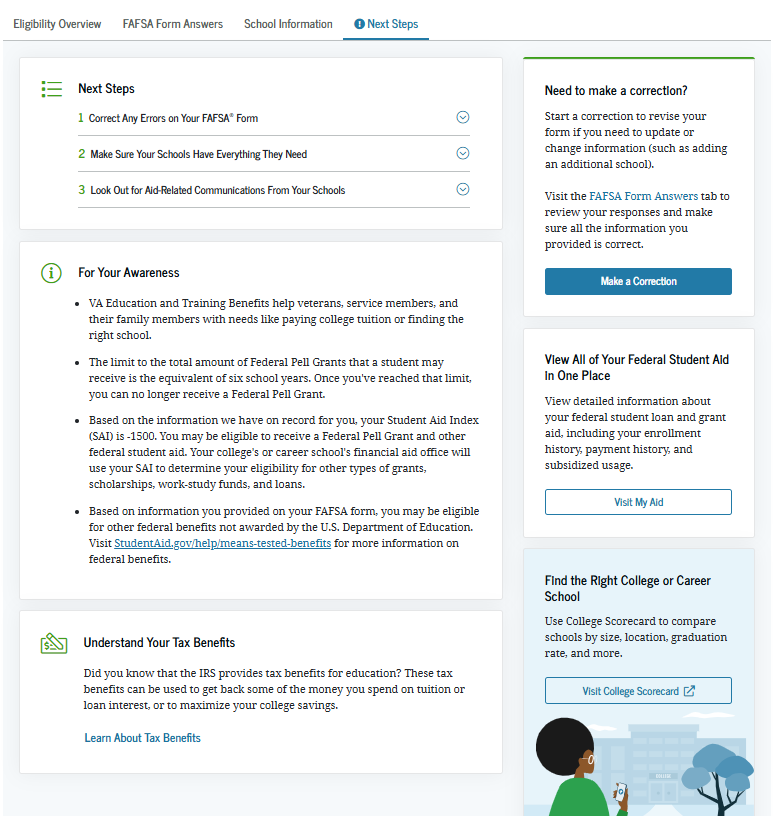 Eligibility Overview FAFSA Form Answers School Information Next Steps
Next Steps
1 Correct Any Errors on Your FAFSA® Form
2 Make Sure Your Schools Have Everything They Need
3 Look Out for Aid-Related Communications From Your Schools
For Your Awareness
• VA Education and Training Benefits help veterans, service members, and
their family members with needs like paying college tuition or finding the
right school.
• The limit to the total amount of Federal Pell Grants that a student may
receive is the equivalent of six school years. Once you've reached that limit,
you can no longer receive a Federal Pell Grant.
• Based on the information we have on record for you, your Student Aid Index
(SAI) is -1500. You may be eligible to receive a Federal Pell Grant and other
federal student aid. Your college's or career school's financial aid office will
use your SAI to determine your eligibility for other types of grants,
scholarships, work-study funds, and loans.
• Based on information you provided on your FAFSA form, you may be eligible
for other federal benefits not awarded by the U.S. Department of Education.
Visit StudentAid.gov/help/means-tested-benefits for more information on
federal benefits.
Understand Your Tax Benefits
Did you know that the IRS provides tax benefits for education? These tax
benefits can be used to get back some of the money you spend on tuition or
loan interest, or to maximize your college savings.
Learn About Tax Benefits
Need to make a correction?
Start a correction to revise your
form if you need to update or
change information (such as adding
an additional school).
Visit the FAFSA Form Answers tab to
review your responses and make
sure all the information you
provided is correct.
Make a Correction
View All of Your Federal Student Aid
in One Place
View detailed information about
your federal student loan and grant
aid, including your enrollment
history, payment history, and
subsidized usage.
Visit My Aid
Find the Right College or Career
School
Use College Scorecard to compare
schools by size, location, graduation
rate, and more.
Visit College Scorecard